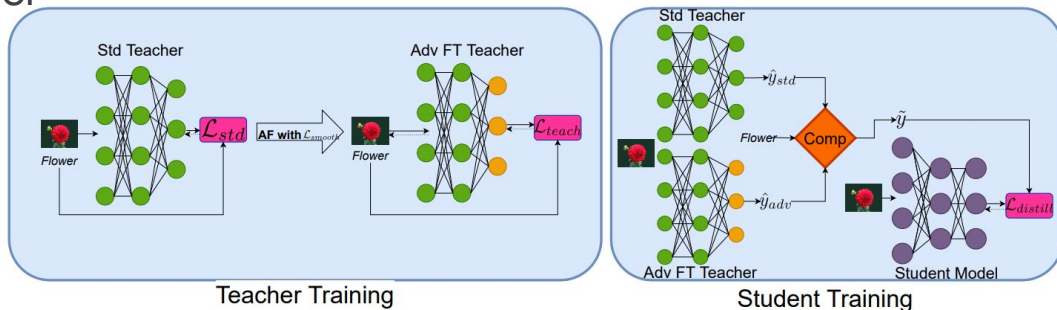 Std Teacher
Adv FT Teacher
Flower
L_std
AF with L_smooth
Flower
L_teach
Teacher Training
Std Teacher
ŷ_std
Flower
Comp
ỹ
ŷ_adv
L_distill
Adv FT Teacher
Student Model
Student Training